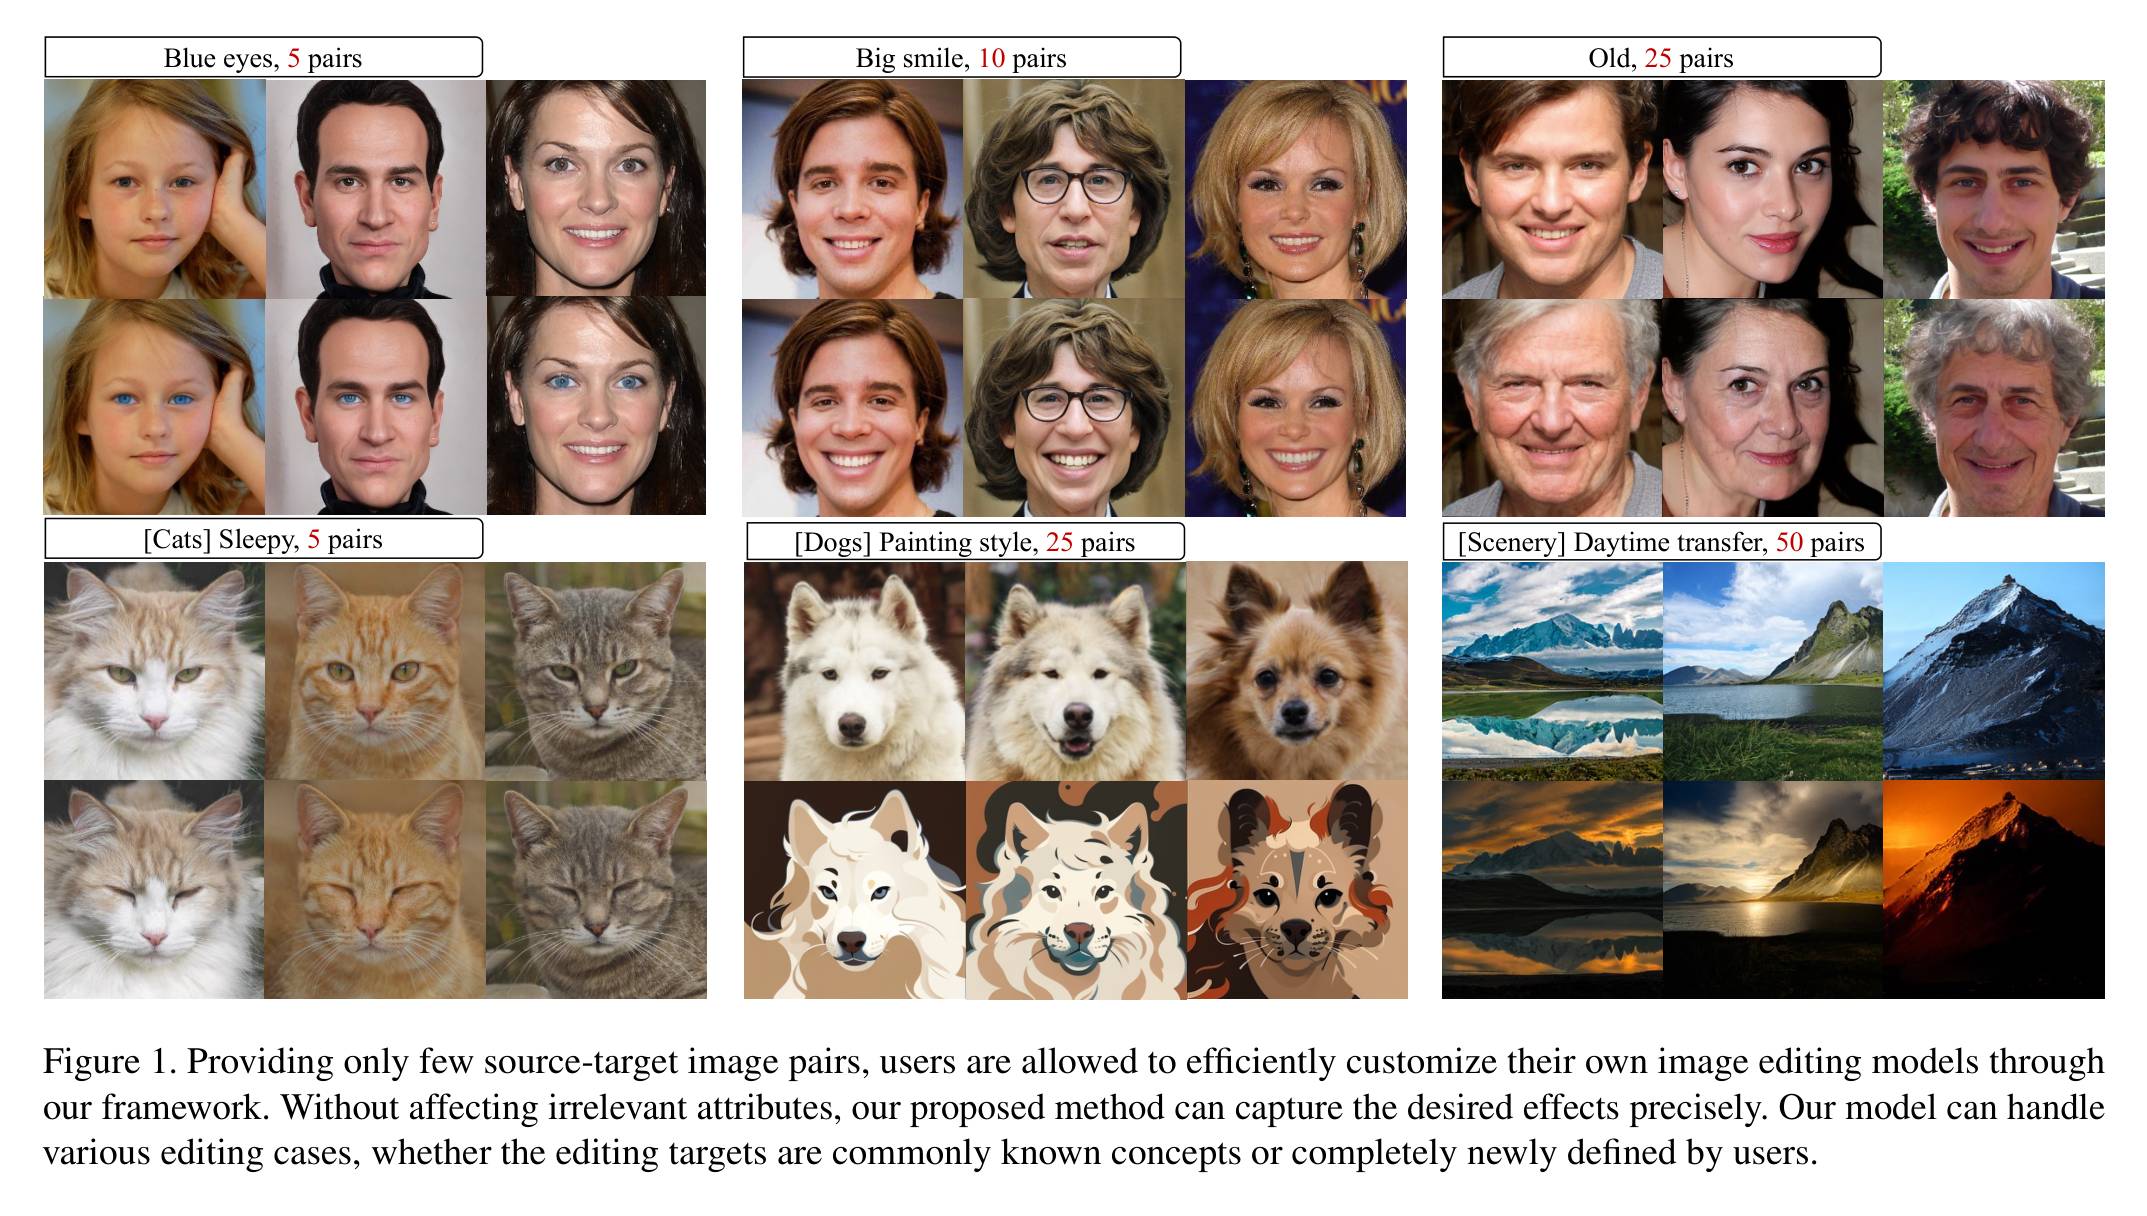 Blue eyes, 5 pairs
Big smile, 10 pairs
Old, 25 pairs
[Cats] Sleepy, 5 pairs
[Dogs] Painting style, 25 pairs
[Scenery] Daytime transfer, 50 pairs
Figure 1. Providing only few source-target image pairs, users are allowed to efficiently customize their own image editing models through
our framework. Without affecting irrelevant attributes, our proposed method can capture the desired effects precisely. Our model can handle
various editing cases, whether the editing targets are commonly known concepts or completely newly defined by users.